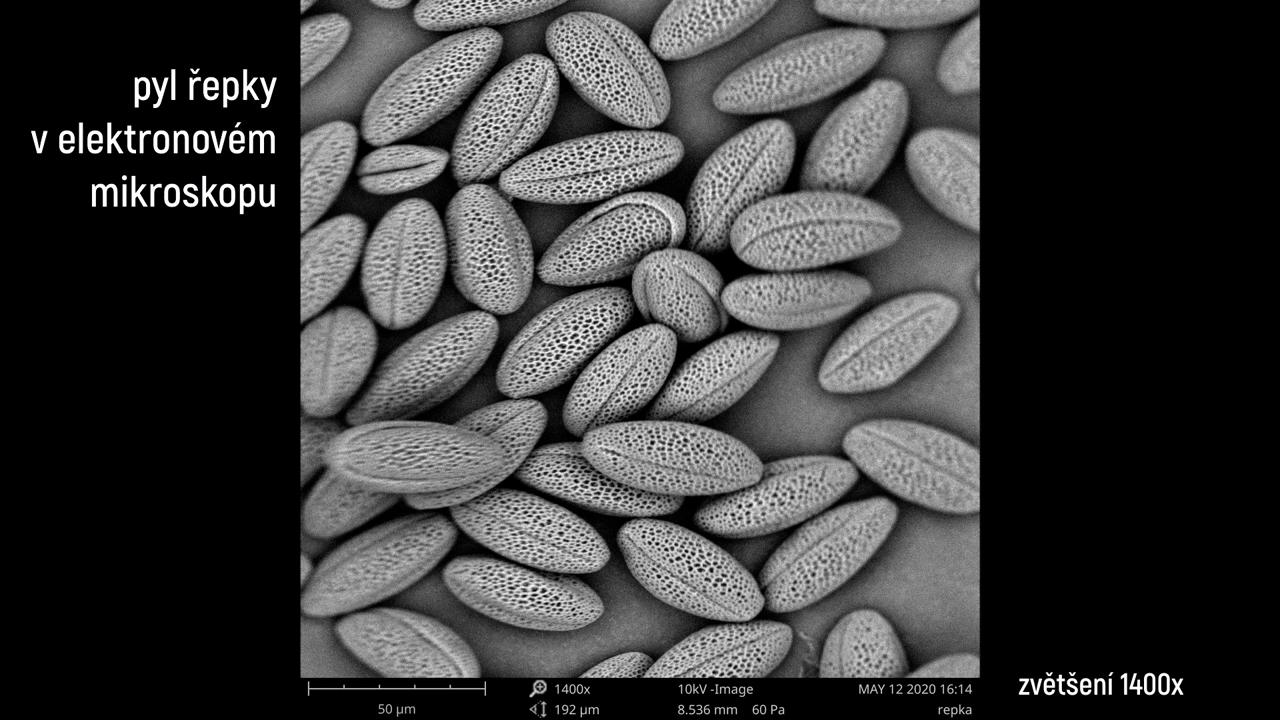 pyl řepky
v elektronovém
mikroskopu
50 µm
1400x
192 µm
10kV -Image
8.536 mm 60 Pa
MAY 12 2020 16:14
repka
zvětšení 1400x